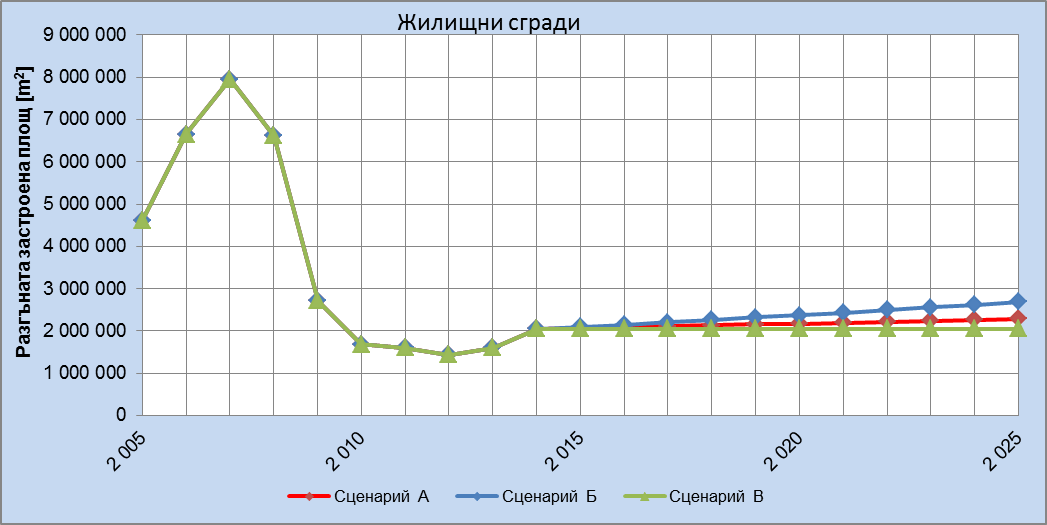 Жилищни сгради
Разгъната застроена площ [m²]
9 000 000
8 000 000
7 000 000
6 000 000
5 000 000
4 000 000
3 000 000
2 000 000
1 000 000
0
2 005
2 010
2 015
2 020
2 025
Сценарий А
Сценарий Б
Сценарий В